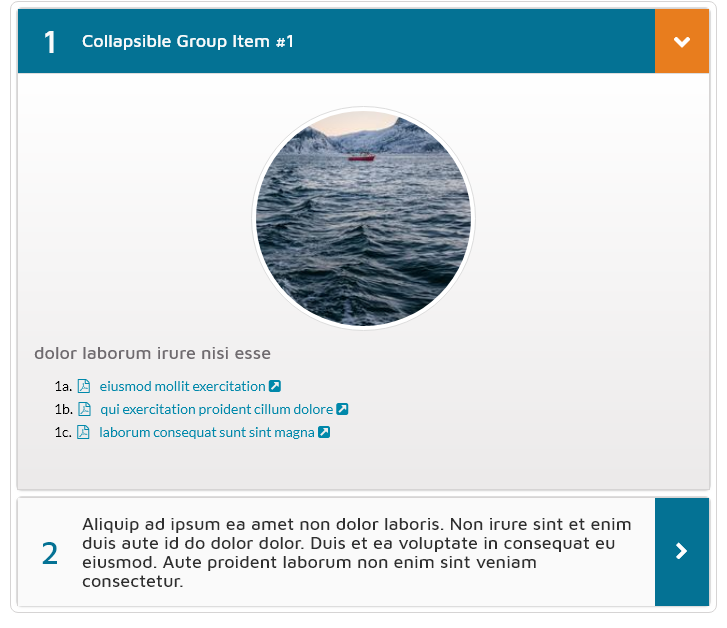 1 Collapsible Group Item #1
dolor laborum irure nisi esse
1a. eiusmod mollit exercitation
1b. qui exercitation proident cillum dolore
1c. laborum consequat sunt sint magna
2
Aliquip ad ipsum ea amet non dolor laboris. Non irure sint et enim
duis aute id do dolor dolor. Duis et ea voluptate in consequat eu
eiusmod. Aute proident laborum non enim sint veniam
consectetur.